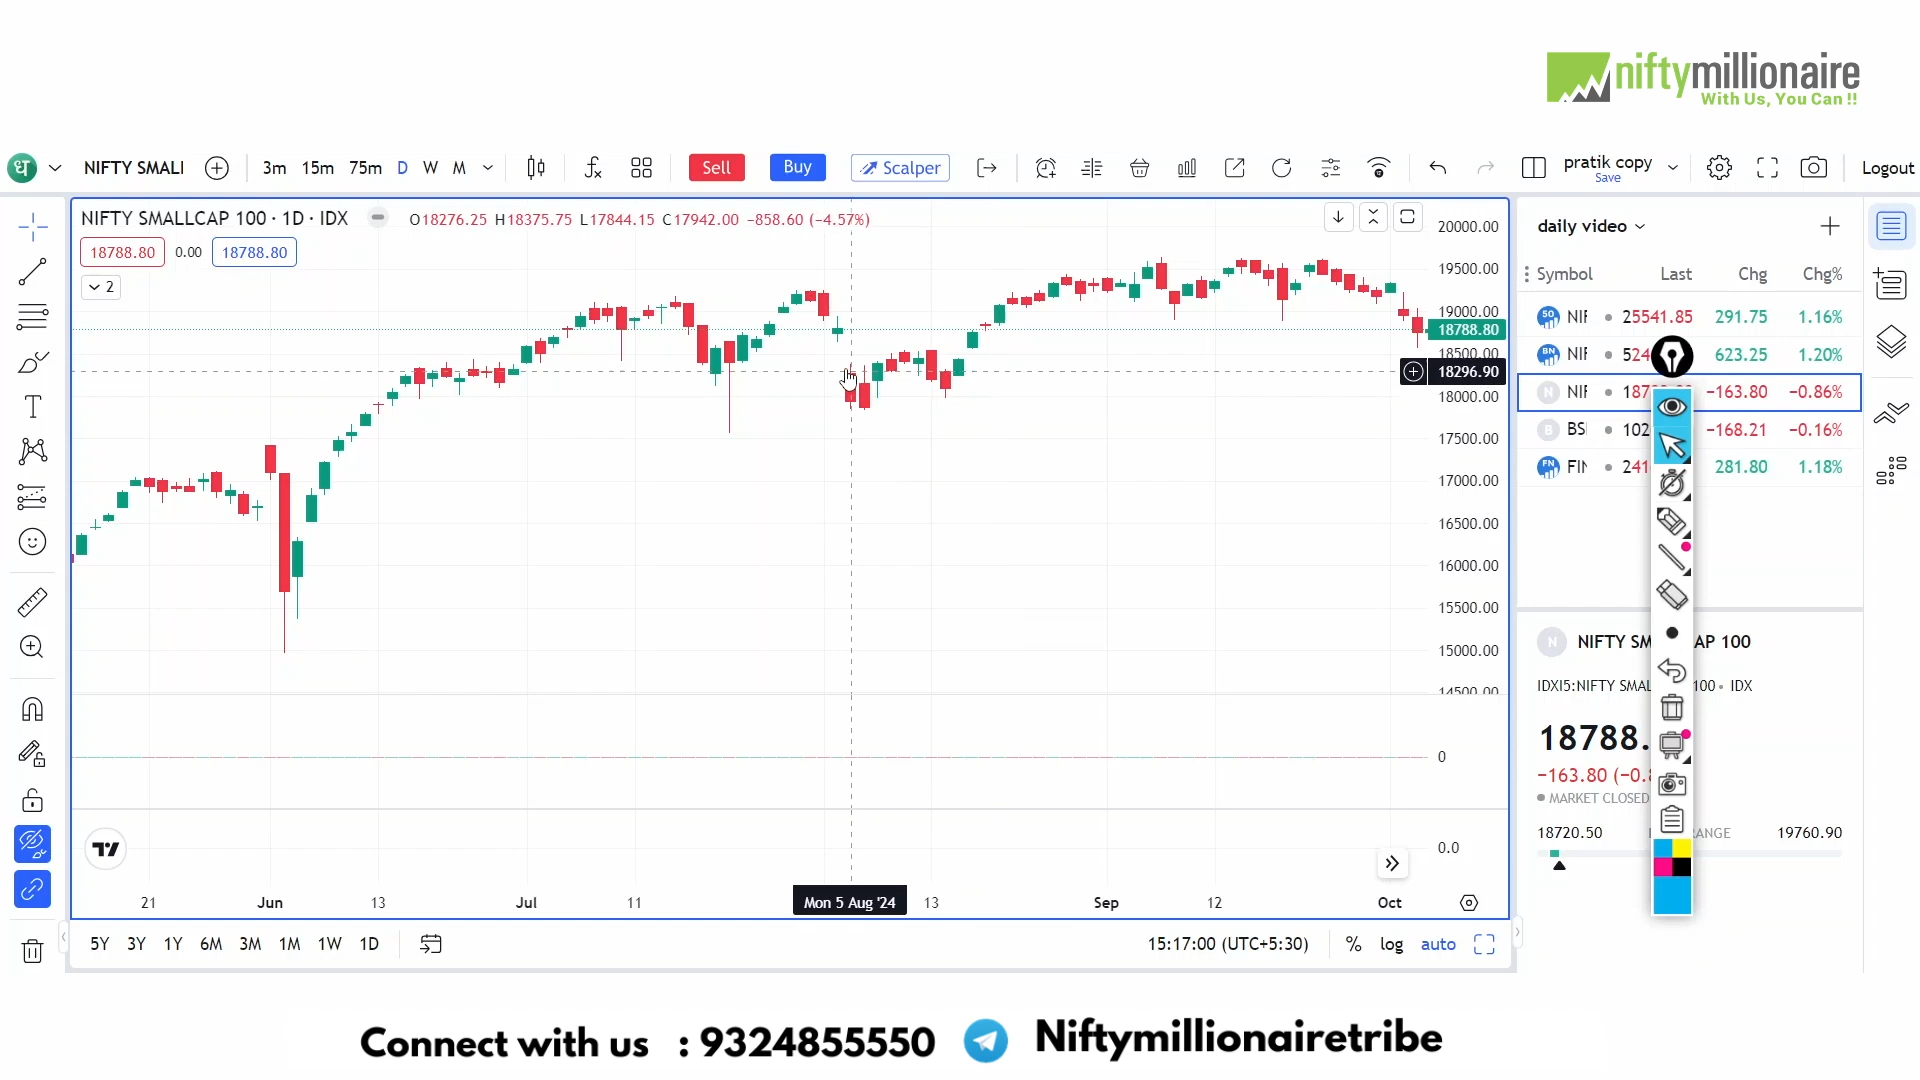 niftymillionaire
With Us, You Can !!
धा NIFTY SMALL 3m 15m 75m D W M Sell Buy Scalper pratik copy Save Logout
NIFTY SMALLCAP 100 · 1D · IDX O18276.25 H18375.75 L17844.15 C17942.00 −858.60 (−4.57%)
18788.80 0.00 18788.80
2
20000.00
19500.00
19000.00
18788.80
18500.00
18296.90
18000.00
17500.00
17000.00
16500.00
16000.00
15500.00
15000.00
14500.00
0
0.0
21 Jun 13 Jul 11 Mon 5 Aug '24 13 Sep 12 Oct
5Y 3Y 1Y 6M 3M 1M 1W 1D 15:17:00 (UTC+5:30) % log auto
daily video
Symbol Last Chg Chg%
50 NIF 25541.85 291.75 1.16%
BN NIF 524 623.25 1.20%
N NIF 187 −163.80 −0.86%
B BS 102 −168.21 −0.16%
FN FIN 241 281.80 1.18%
N NIFTY SM AP 100
IDXI5:NIFTY SMAL 100 IDX
18788.
−163.80 (−0.
MARKET CLOSED
18720.50 RANGE 19760.90
Connect with us : 9324855550 Niftymillionairetribe